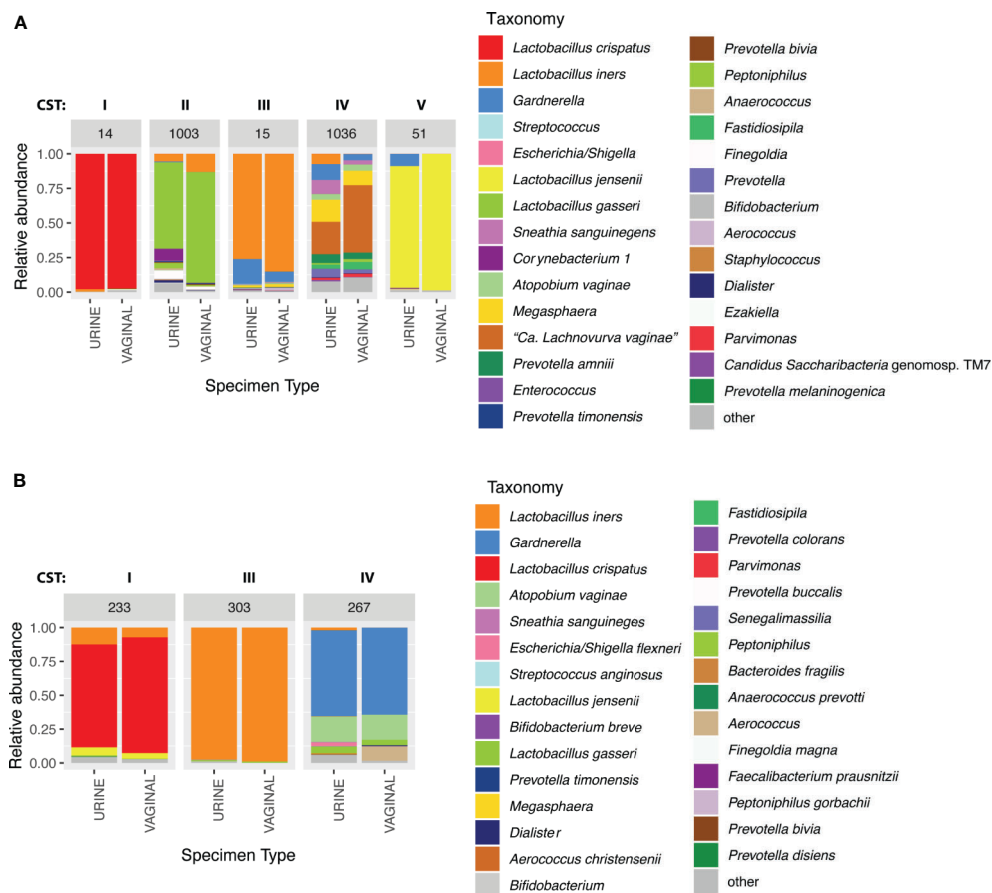 A
Taxonomy
Lactobacillus crispatus
Lactobacillus iners
Gardnerella
Streptococcus
Escherichia/Shigella
Lactobacillus jensenii
Lactobacillus gasseri
Sneathia sanguinegens
Corynebacterium 1
Atopobium vaginae
Megasphaera
“Ca. Lachnovurva vaginae”
Prevotella amnii
Enterococcus
Prevotella timonensis
Prevotella bivia
Peptoniphilus
Anaerococcus
Fastidiosipila
Finegoldia
Prevotella
Bifidobacterium
Aerococcus
Staphylococcus
Dialister
Ezakiella
Parvimonas
Candidus Saccharibacteria genomosp. TM7
Prevotella melaninogenica
other
CST: I II III IV V
14 1003 15 1036 51
Relative abundance
1.00
0.75
0.50
0.25
0.00
URINE VAGINAL URINE VAGINAL URINE VAGINAL URINE VAGINAL URINE VAGINAL
Specimen Type
B
Taxonomy
Lactobacillus iners
Gardnerella
Lactobacillus crispatus
Atopobium vaginae
Sneathia sanguineges
Escherichia/Shigella flexneri
Streptococcus anginosus
Lactobacillus jensenii
Bifidobacterium breve
Lactobacillus gasseri
Prevotella timonensis
Megasphaera
Dialister
Aerococcus christensenii
Bifidobacterium
Fastidiosipila
Prevotella colorans
Parvimonas
Prevotella buccalis
Senegalimassilia
Peptoniphilus
Bacteroides fragilis
Anaerococcus prevotti
Aerococcus
Finegoldia magna
Faecalibacterium prausnitzii
Peptoniphilus gorbachii
Prevotella bivia
Prevotella disiens
other
CST: I III IV
233 303 267
Relative abundance
1.00
0.75
0.50
0.25
0.00
URINE VAGINAL URINE VAGINAL URINE VAGINAL
Specimen Type